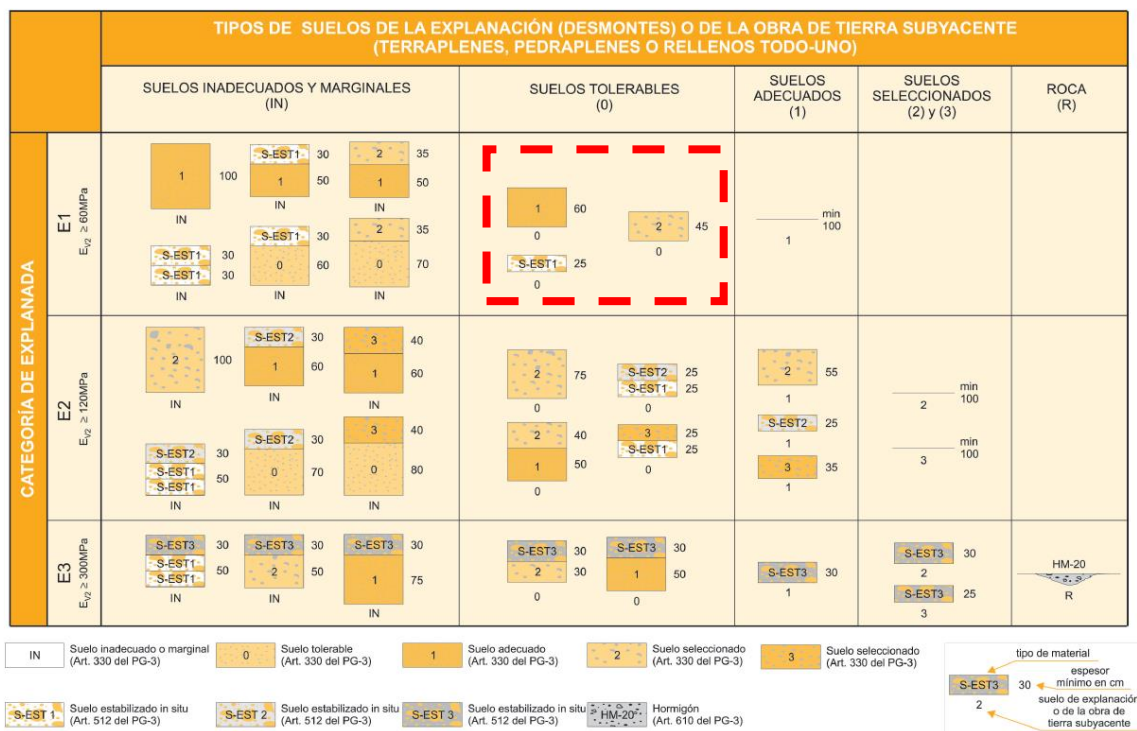 TIPOS DE SUELOS DE LA EXPLANACIÓN (DESMONTES) O DE LA OBRA DE TIERRA SUBYACENTE
(TERRAPLENES, PEDRAPLENES O RELLENOS TODO-UNO)
SUELOS INADECUADOS Y MARGINALES
(IN)
SUELOS TOLERABLES
(0)
SUELOS
ADECUADOS
(1)
SUELOS
SELECCIONADOS
(2) y (3)
ROCA
(R)
CATEGORÍA DE EXPLANADA
E1
EV2 ≥ 60MPa
1 100
IN
S-EST1 30
1 50
IN
2 35
1 50
IN
S-EST1 30
S-EST1 30
IN
S-EST1 30
0 60
IN
2 35
0 70
IN
1 60
0
2 45
0
S-EST1 25
0
min
100
1
E2
EV2 ≥ 120MPa
2 100
IN
S-EST2 30
1 60
IN
3 40
1 60
IN
S-EST2 30
S-EST1 50
S-EST1
IN
S-EST2 30
0 70
IN
3 40
0 80
IN
2 75
0
S-EST2 25
S-EST1 25
0
2 40
1 50
0
3 25
S-EST1 25
0
2 55
1
S-EST2 25
1
3 35
1
min
100
2
min
100
3
E3
EV2 ≥ 300MPa
S-EST3 30
S-EST1 50
S-EST1
IN
S-EST3 30
2 50
IN
S-EST3 30
1 75
IN
S-EST3 30
2 30
0
S-EST3 30
1 50
0
S-EST3 30
1
S-EST3 30
2
S-EST3 25
3
HM-20
R
IN Suelo inadecuado o marginal
(Art. 330 del PG-3)
0 Suelo tolerable
(Art. 330 del PG-3)
1 Suelo adecuado
(Art. 330 del PG-3)
2 Suelo seleccionado
(Art. 330 del PG-3)
3 Suelo seleccionado
(Art. 330 del PG-3)
S-EST 1 Suelo estabilizado in situ
(Art. 512 del PG-3)
S-EST 2 Suelo estabilizado in situ
(Art. 512 del PG-3)
S-EST 3 Suelo estabilizado in situ
(Art. 512 del PG-3)
HM-20 Hormigón
(Art. 610 del PG-3)
tipo de material
S-EST3 30 espesor
mínimo en cm
2 suelo de explanación
o de la obra de
tierra subyacente